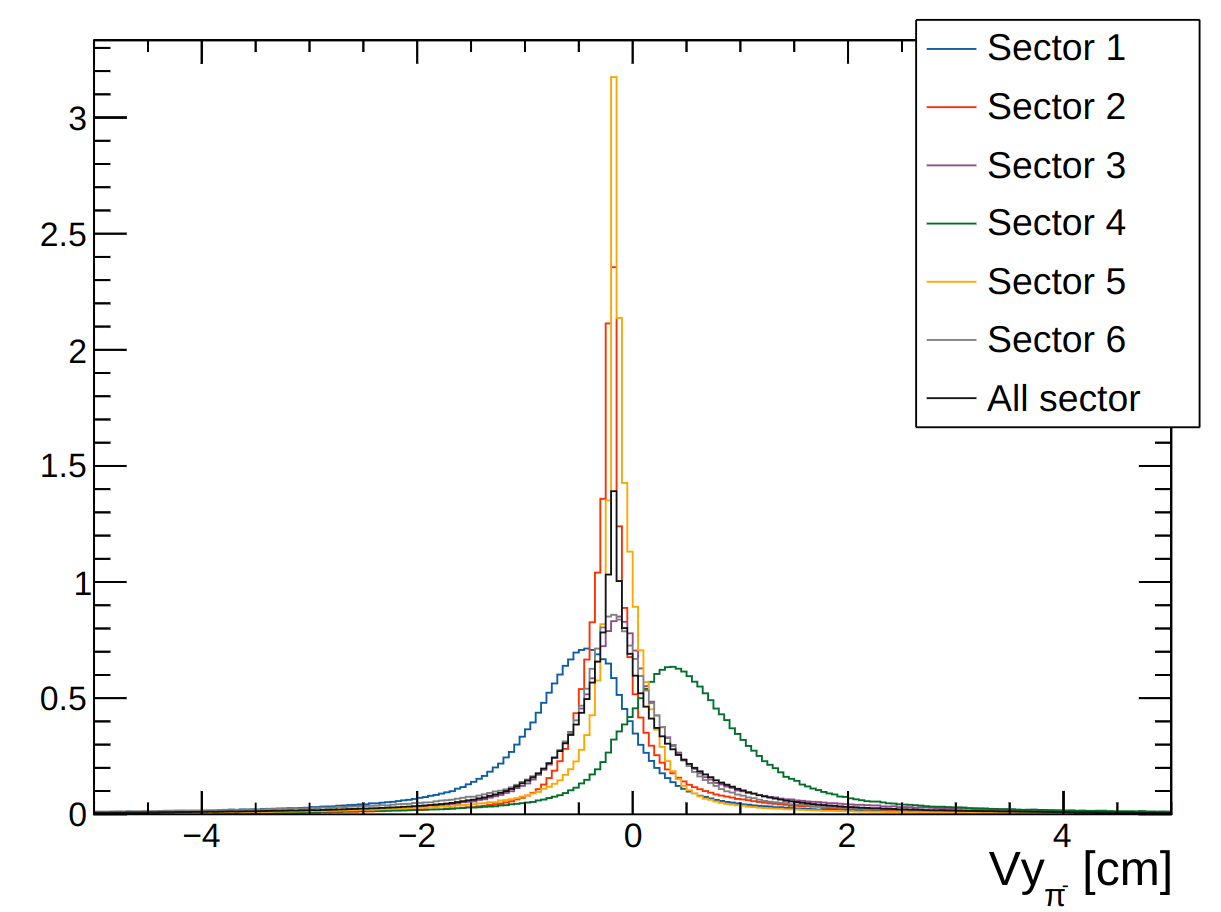 Sector 1
Sector 2
Sector 3
Sector 4
Sector 5
Sector 6
All sector
3
2.5
2
1.5
1
0.5
0
−4 −2 0 2 4
Vyπ- [cm]